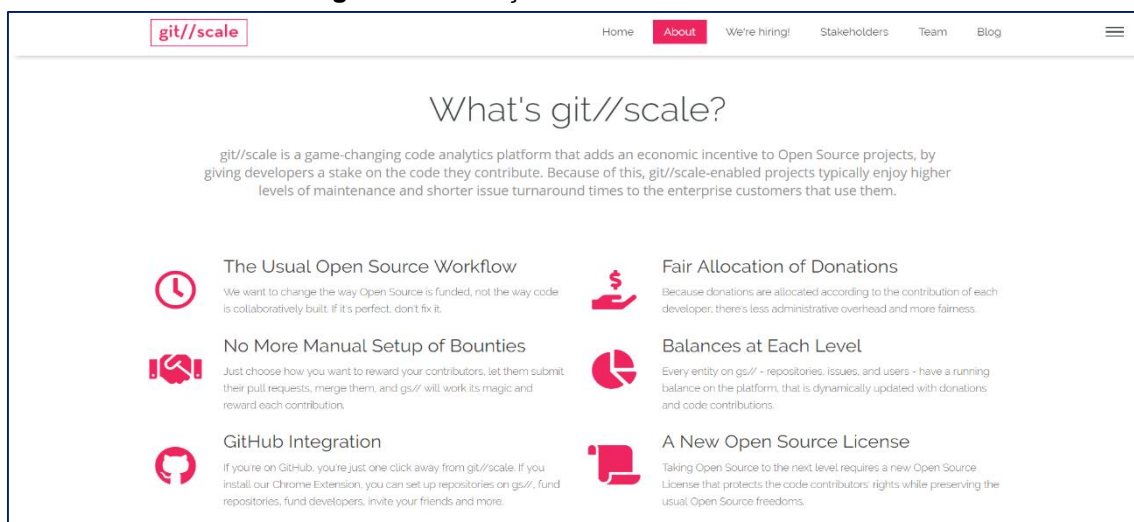 git//scale
Home About We're hiring! Stakeholders Team Blog
What's git//scale?
git//scale is a game-changing code analytics platform that adds an economic incentive to Open Source projects, by
giving developers a stake on the code they contribute. Because of this, git//scale-enabled projects typically enjoy higher
levels of maintenance and shorter issue turnaround times to the enterprise customers that use them.
The Usual Open Source Workflow
We want to change the way Open Source is funded, not the way code
is collaboratively built. If it's perfect, don't fix it.
Fair Allocation of Donations
Because donations are allocated according to the contribution of each
developer, there's less administrative overhead and more fairness.
No More Manual Setup of Bounties
Just choose how you want to reward your contributors, let them submit
their pull requests, merge them, and gs// will work its magic and
reward each contribution.
Balances at Each Level
Every entity on gs// - repositories, issues, and users - have a running
balance on the platform, that is dynamically updated with donations
and code contributions.
GitHub Integration
If you're on GitHub, you're just one click away from git//scale. If you
install our Chrome Extension, you can set up repositories on gs//, fund
repositories, fund developers, invite your friends and more.
A New Open Source License
Taking Open Source to the next level requires a new Open Source
License that protects the code contributors' rights while preserving the
usual Open Source freedoms.